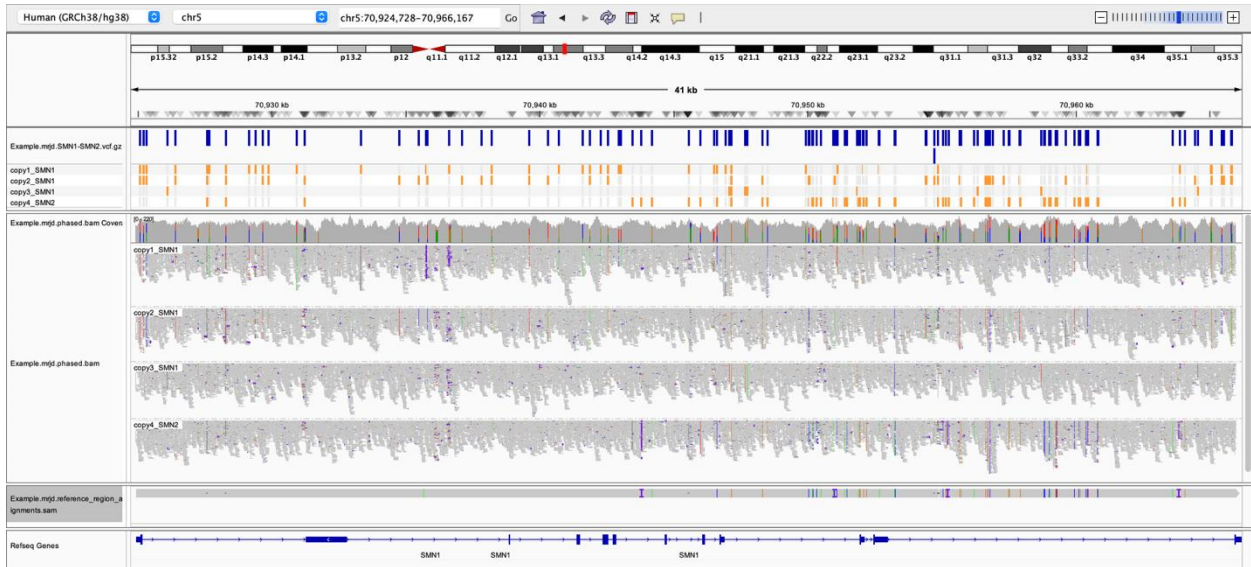 Human (GRCh38/hg38) chr5 chr5:70,924,728-70,966,167 Go
p15.32 p15.2 p14.3 p14.1 p13.2 p12 q11.1 q11.2 q12.1 q13.1 q13.3 q14.2 q14.3 q15 q21.1 q21.3 q22.2 q23.1 q23.2 q31.1 q31.3 q32 q33.2 q34 q35.1 q35.3
41 kb
70,930 kb 70,940 kb 70,950 kb 70,960 kb
Example.mrjd.SMN1-SMN2.vcf.gz
copy1_SMN1
copy2_SMN1
copy3_SMN1
copy4_SMN2
Example.mrjd.phased.bam Coven
[0 - 220]
copy1_SMN1
copy2_SMN1
Example.mrjd.phased.bam
copy3_SMN1
copy4_SMN2
Example.mrjd.reference_region_a
ignments.sam
Refseq Genes
SMN1 SMN1 SMN1